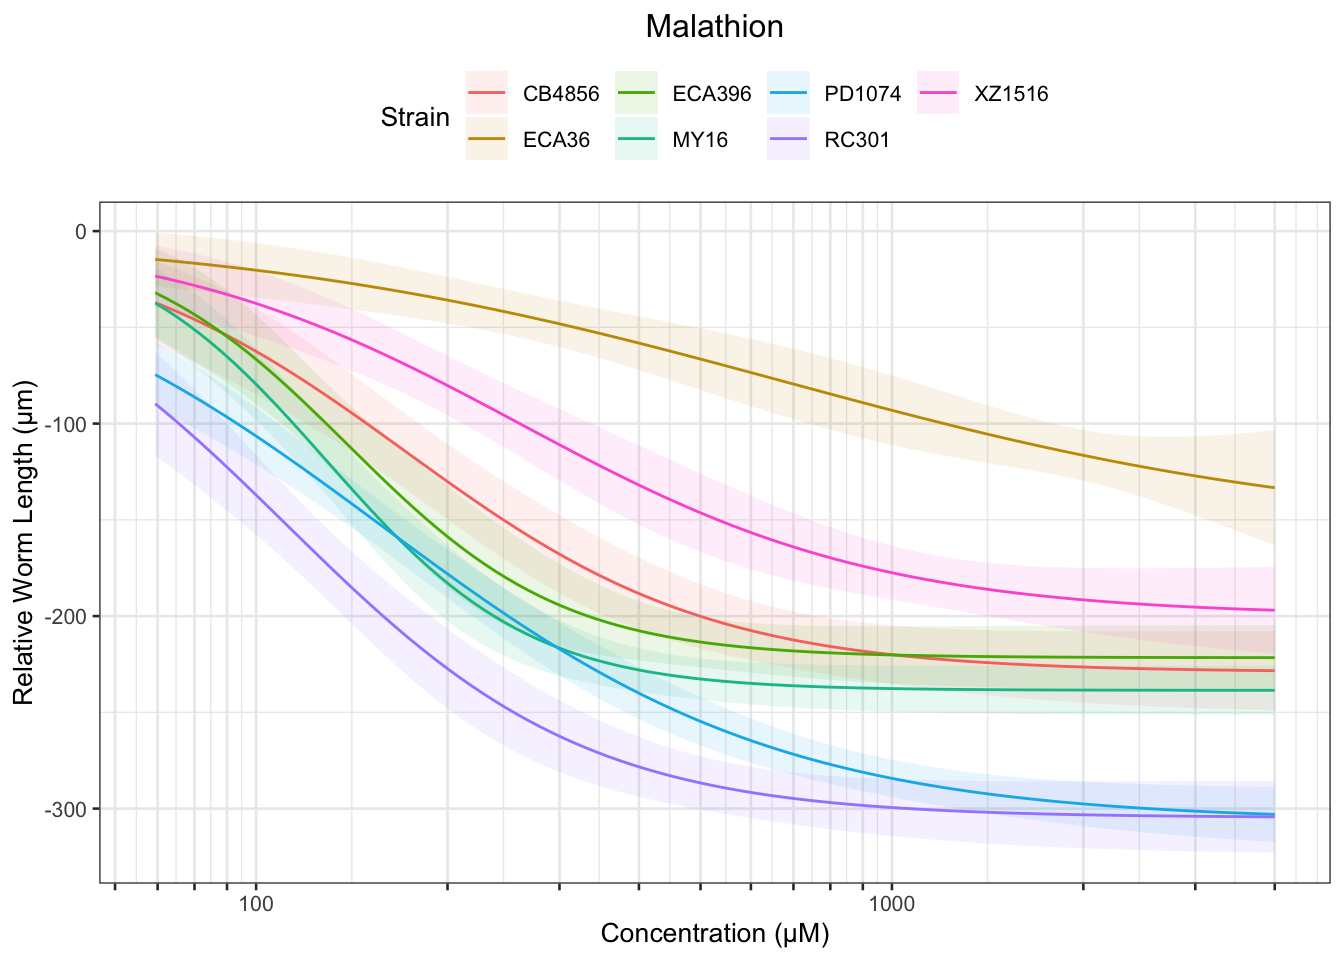 Malathion
Strain
CB4856 ECA396 PD1074 XZ1516
ECA36 MY16 RC301
Relative Worm Length (µm)
0
-100
-200
-300
100 1000
Concentration (µM)